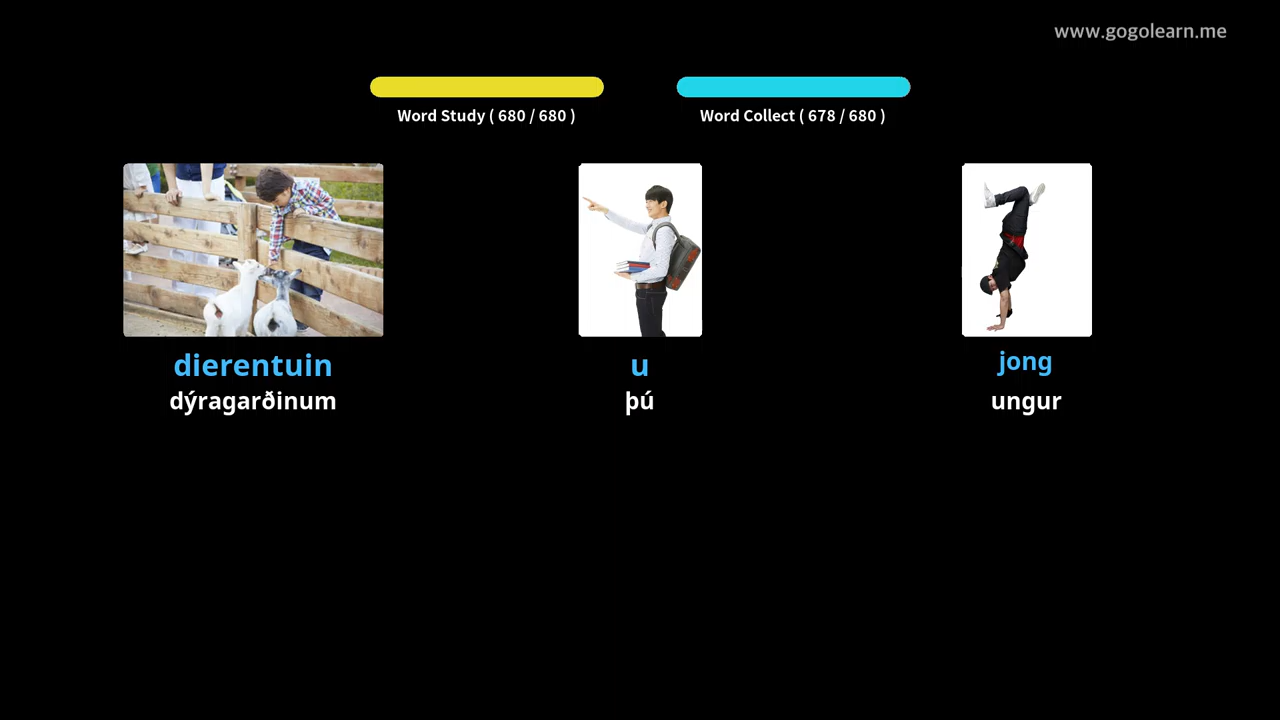 www.gogolearn.me
Word Study ( 680 / 680 )
Word Collect ( 678 / 680 )
dierentuin
dýragarðinum
u
þú
jong
ungur